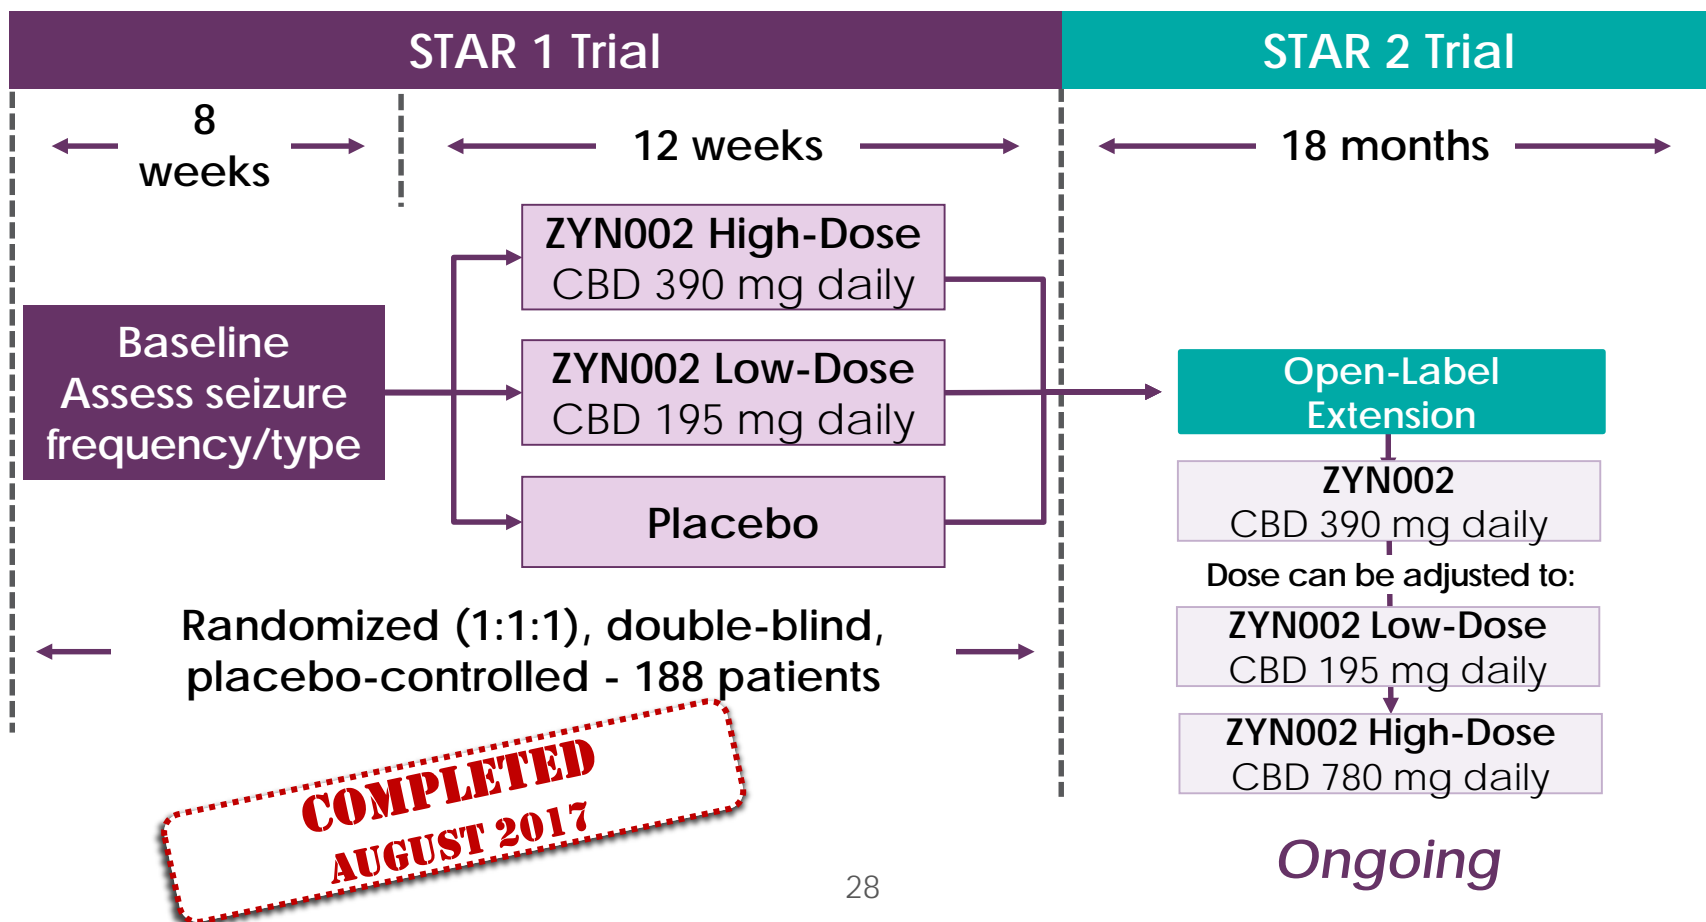 STAR 1 Trial
STAR 2 Trial
8
weeks
12 weeks
18 months
Baseline
Assess seizure
frequency/type
ZYN002 High-Dose
CBD 390 mg daily
ZYN002 Low-Dose
CBD 195 mg daily
Placebo
Randomized (1:1:1), double-blind,
placebo-controlled - 188 patients
COMPLETED
AUGUST 2017
Open-Label
Extension
ZYN002
CBD 390 mg daily
Dose can be adjusted to:
ZYN002 Low-Dose
CBD 195 mg daily
ZYN002 High-Dose
CBD 780 mg daily
Ongoing
28